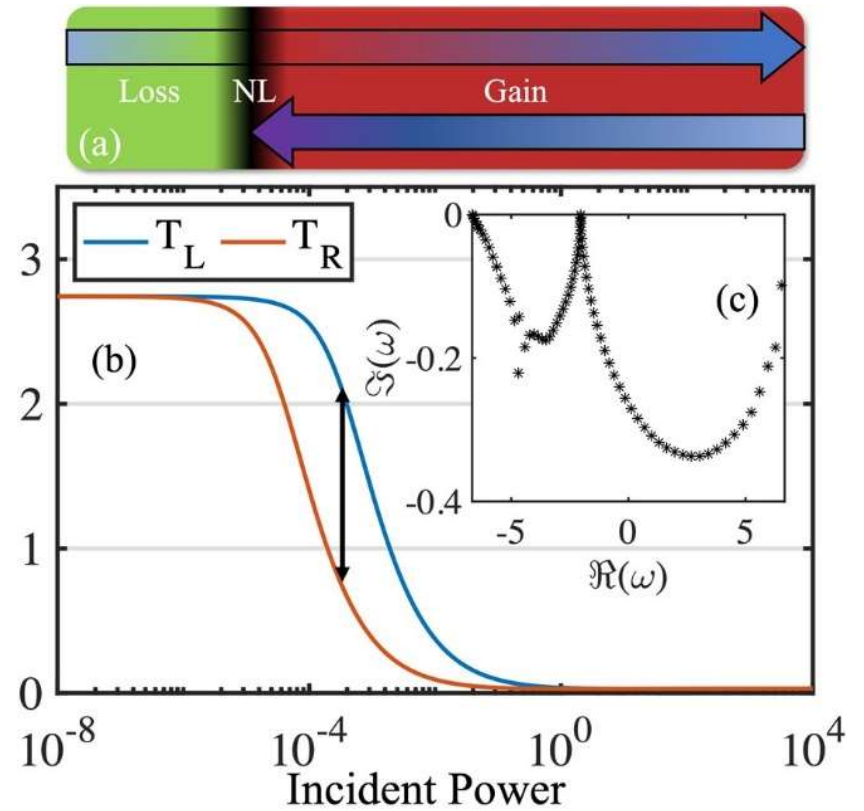 Loss NL Gain
(a)
T_L T_R
3
(b)
2
1
0
10^-8 10^-4 10^0 10^4
Incident Power
0
(c)
-0.2
ℑ(ω)
-0.4
-5 0 5
ℜ(ω)